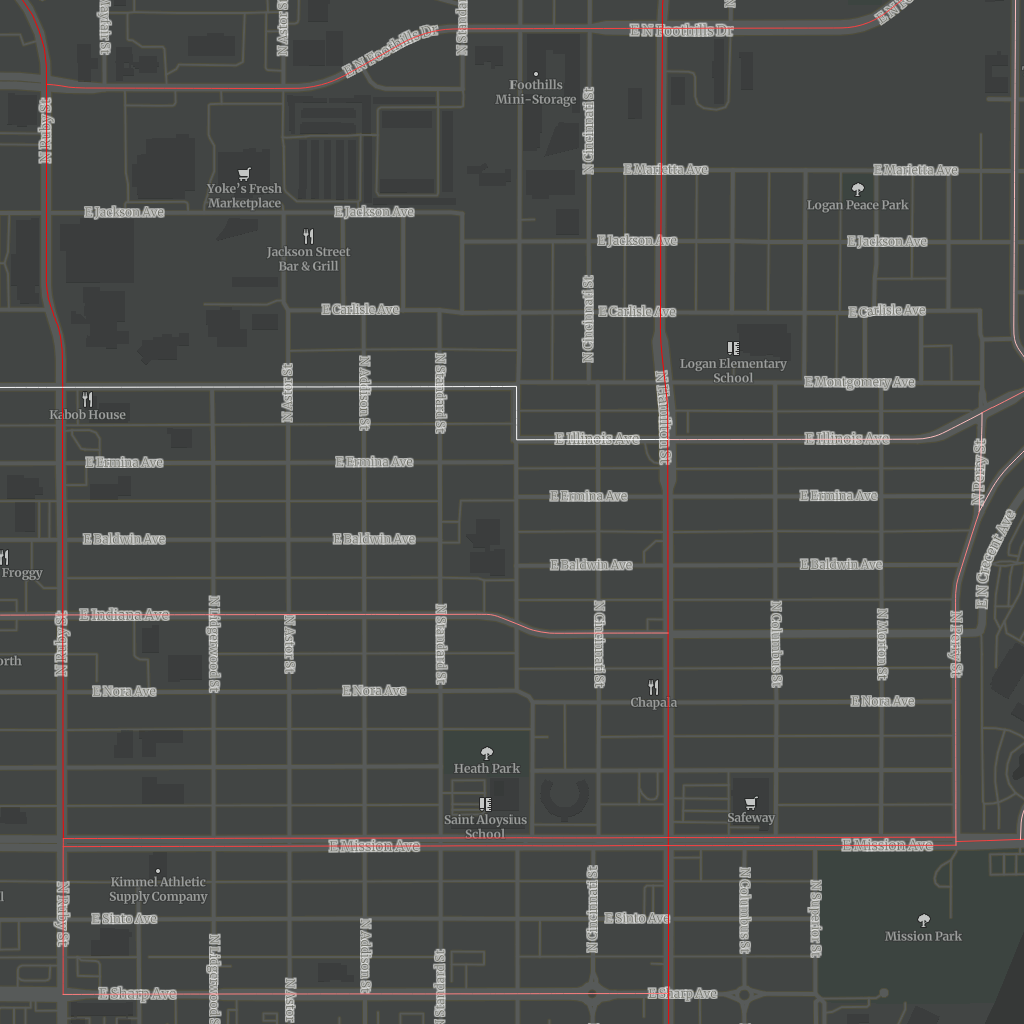 N Astor St
N Standard St
E N Foothills Dr
E N Foothills Dr
Foothills
Mini-Storage
N Ruby St
N Cincinnati St
E Marietta Ave
E Marietta Ave
Yoke's Fresh
Marketplace
Logan Peace Park
E Jackson Ave
E Jackson Ave
E Jackson Ave
E Jackson Ave
Jackson Street
Bar & Grill
N Cincinnati St
E Carlisle Ave
E Carlisle Ave
E Carlisle Ave
Logan Elementary
School
N Astor St
N Addison St
N Standard St
N Hamilton St
E Montgomery Ave
Kabob House
E Illinois Ave
E Illinois Ave
E Ermina Ave
E Ermina Ave
N Perry St
E Ermina Ave
E Ermina Ave
E Baldwin Ave
E Baldwin Ave
E Baldwin Ave
E Baldwin Ave
E N Crescent Ave
Froggy
E Indiana Ave
N Ruby St
N Lidgerwood St
N Astor St
N Standard St
N Cincinnati St
N Columbus St
N Morton St
N Perry St
orth
E Nora Ave
E Nora Ave
Chapala
E Nora Ave
Heath Park
Saint Aloysius
School
Safeway
E Mission Ave
E Mission Ave
Kimmel Athletic
Supply Company
N Ruby St
N Cincinnati St
N Columbus St
N Superior St
E Sinto Ave
E Sinto Ave
Mission Park
N Lidgerwood S
N Addison St
N Standard St
N Astor
E Sharp Ave
E Sharp Ave